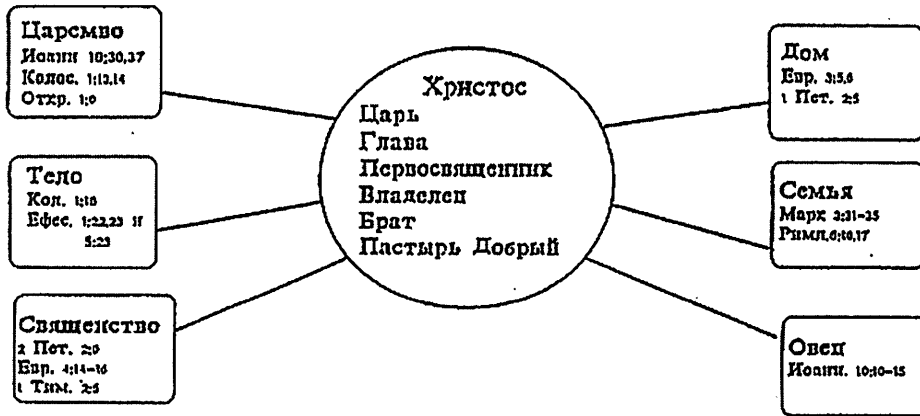 Царсмво
Иоанн 10:30,37
Колос. 1:13,14
Откр. 1:9
Тело
Кол. 1:18
Ефес. 1:22,23 И
5:23
Священство
2 Пет. 2:9
Евр. 4:14-16
1 Тим. 2:5
Христос
Царь
Глава
Первосвященник
Владелец
Брат
Пастырь Добрый
Дом
Евр. 3:5,6
1 Пет. 2:5
Семья
Марк 3:31-35
Римл. 8:16,17
Овец
Иоанн. 10:10-15